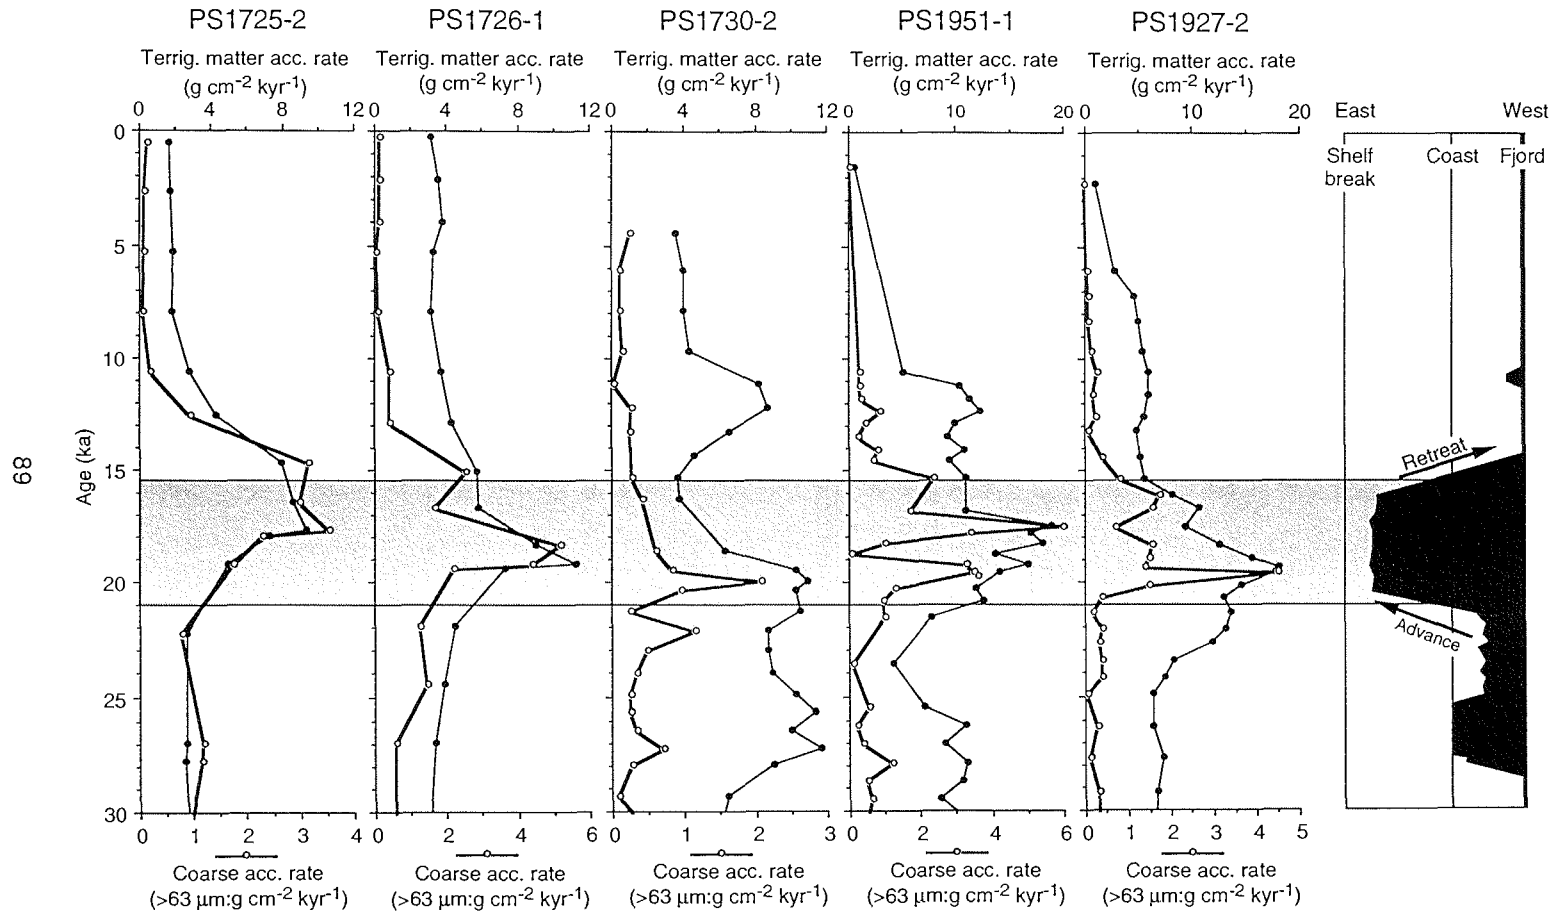 PS1725-2
PS1726-1
PS1730-2
PS1951-1
PS1927-2
Terrig. matter acc. rate
(g cm-2 kyr-1)
Terrig. matter acc. rate
(g cm-2 kyr-1)
Terrig. matter acc. rate
(g cm-2 kyr-1)
Terrig. matter acc. rate
(g cm-2 kyr-1)
Terrig. matter acc. rate
(g cm-2 kyr-1)
0 4 8 12
0 4 8 12
0 4 8 12
0 10 20
0 10 20
East West
Shelf
break
Coast
Fjord
0
5
10
15
20
25
30
Age (ka)
89
Retreat
Advance
0 1 2 3 4
0 2 4 6
0 1 2 3
0 2 4 6
0 1 2 3 4 5
Coarse acc. rate
(>63 µm:g cm-2 kyr-1)
Coarse acc. rate
(>63 µm:g cm-2 kyr-1)
Coarse acc. rate
(>63 µm:g cm-2 kyr-1)
Coarse acc. rate
(>63 µm:g cm-2 kyr-1)
Coarse acc. rate
(>63 µm:g cm-2 kyr-1)